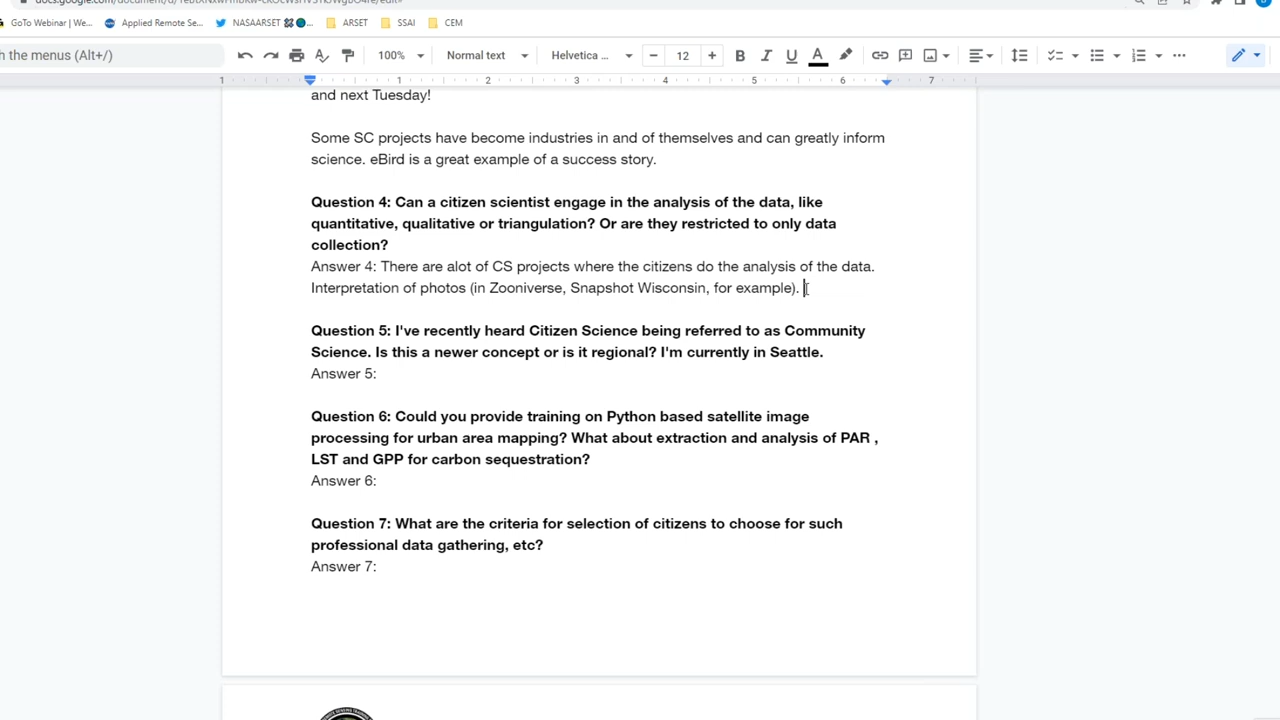 GoTo Webinar | We...
Applied Remote Se...
NASAARSET
ARSET
SSAI
CEM
h the menus (Alt+/)
100%
Normal text
Helvetica ...
12
1 1 2 3 4 5 6 7
and next Tuesday!
Some SC projects have become industries in and of themselves and can greatly inform
science. eBird is a great example of a success story.
Question 4: Can a citizen scientist engage in the analysis of the data, like
quantitative, qualitative or triangulation? Or are they restricted to only data
collection?
Answer 4: There are alot of CS projects where the citizens do the analysis of the data.
Interpretation of photos (in Zooniverse, Snapshot Wisconsin, for example).
Question 5: I've recently heard Citizen Science being referred to as Community
Science. Is this a newer concept or is it regional? I'm currently in Seattle.
Answer 5:
Question 6: Could you provide training on Python based satellite image
processing for urban area mapping? What about extraction and analysis of PAR ,
LST and GPP for carbon sequestration?
Answer 6:
Question 7: What are the criteria for selection of citizens to choose for such
professional data gathering, etc?
Answer 7: